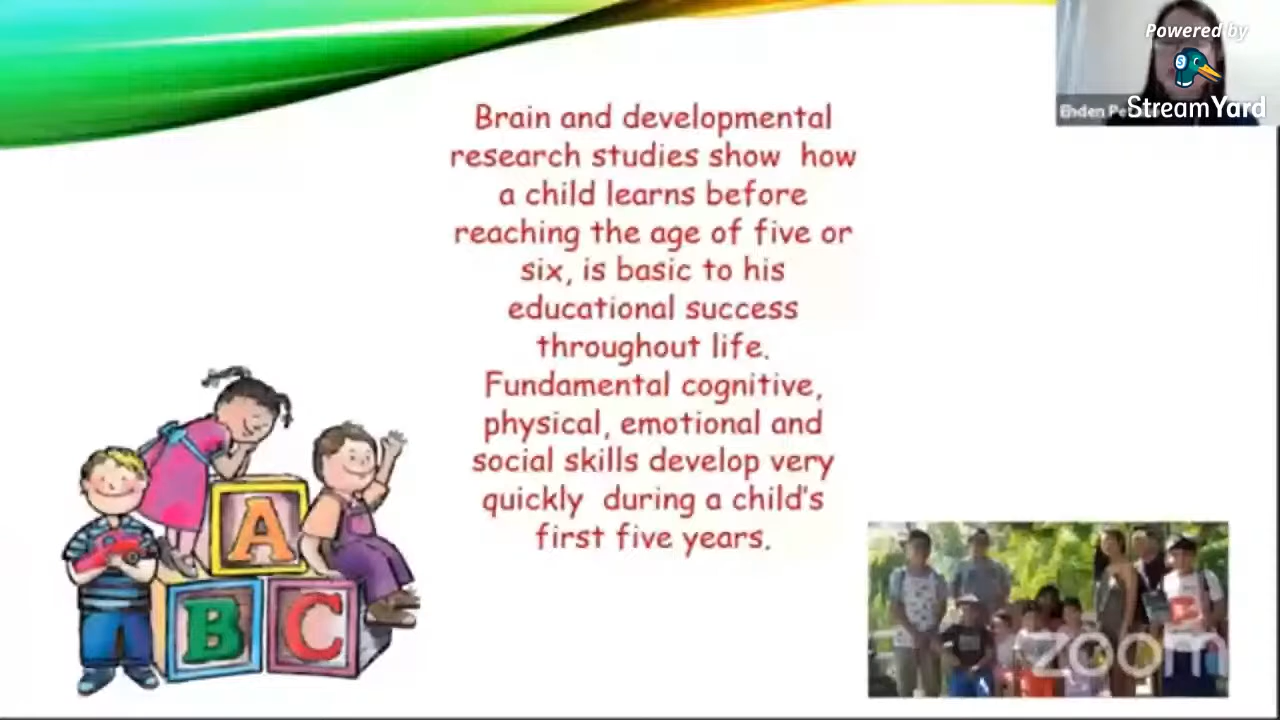 Powered by
StreamYard
Enden
Brain and developmental
research studies show  how
a child learns before
reaching the age of five or
six, is basic to his
educational success
throughout life.
Fundamental cognitive,
physical, emotional and
social skills develop very
quickly  during a child's
first five years.
A
B C
zoom